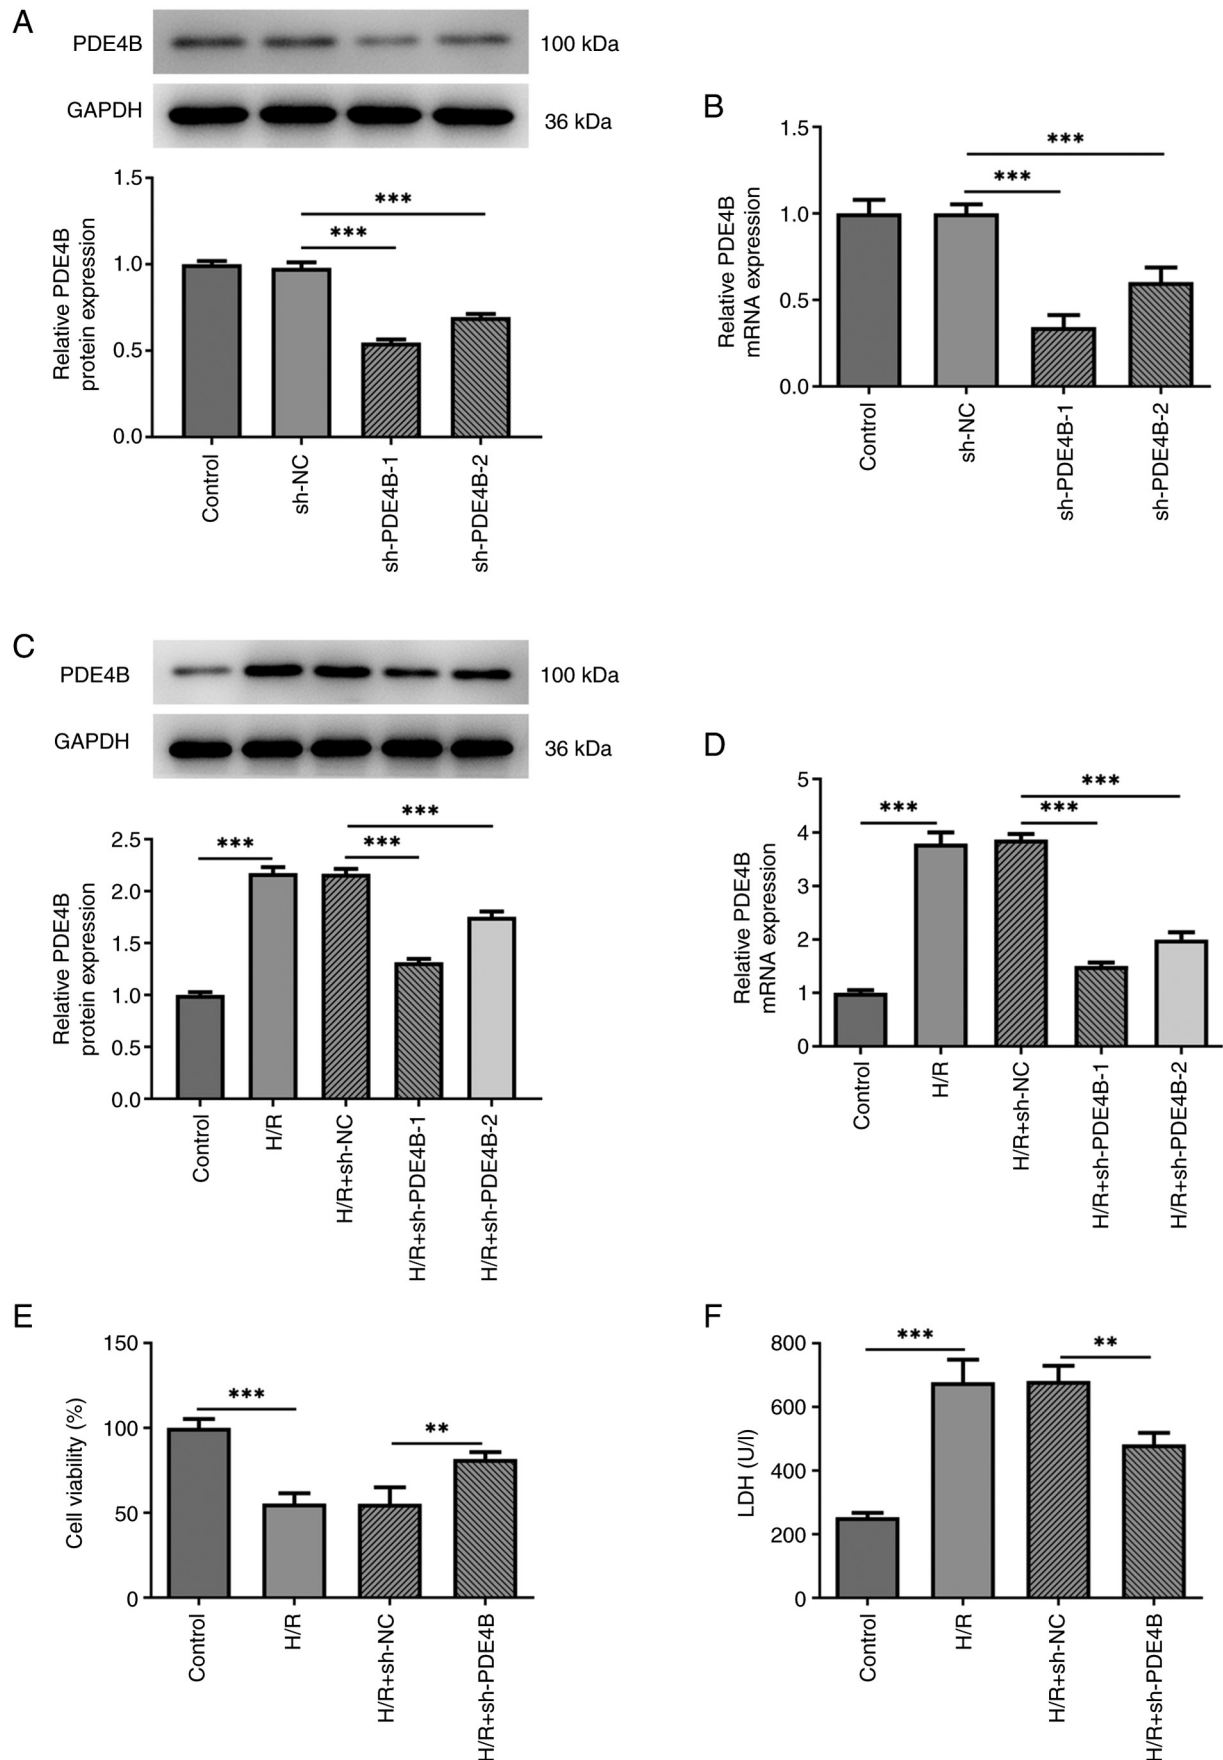 A
PDE4B
100 kDa
GAPDH
36 kDa
Relative PDE4B
protein expression
1.5
1.0
0.5
0.0
***
***
Control
sh-NC
sh-PDE4B-1
sh-PDE4B-2
B
Relative PDE4B
mRNA expression
1.5
1.0
0.5
0.0
***
***
Control
sh-NC
sh-PDE4B-1
sh-PDE4B-2
C
PDE4B
100 kDa
GAPDH
36 kDa
Relative PDE4B
protein expression
2.5
2.0
1.5
1.0
0.5
0.0
***
***
***
Control
H/R
H/R+sh-NC
H/R+sh-PDE4B-1
H/R+sh-PDE4B-2
D
Relative PDE4B
mRNA expression
5
4
3
2
1
0
***
***
***
Control
H/R
H/R+sh-NC
H/R+sh-PDE4B-1
H/R+sh-PDE4B-2
E
Cell viability (%)
150
100
50
0
***
**
Control
H/R
H/R+sh-NC
H/R+sh-PDE4B
F
LDH (U/l)
800
600
400
200
0
***
**
Control
H/R
H/R+sh-NC
H/R+sh-PDE4B